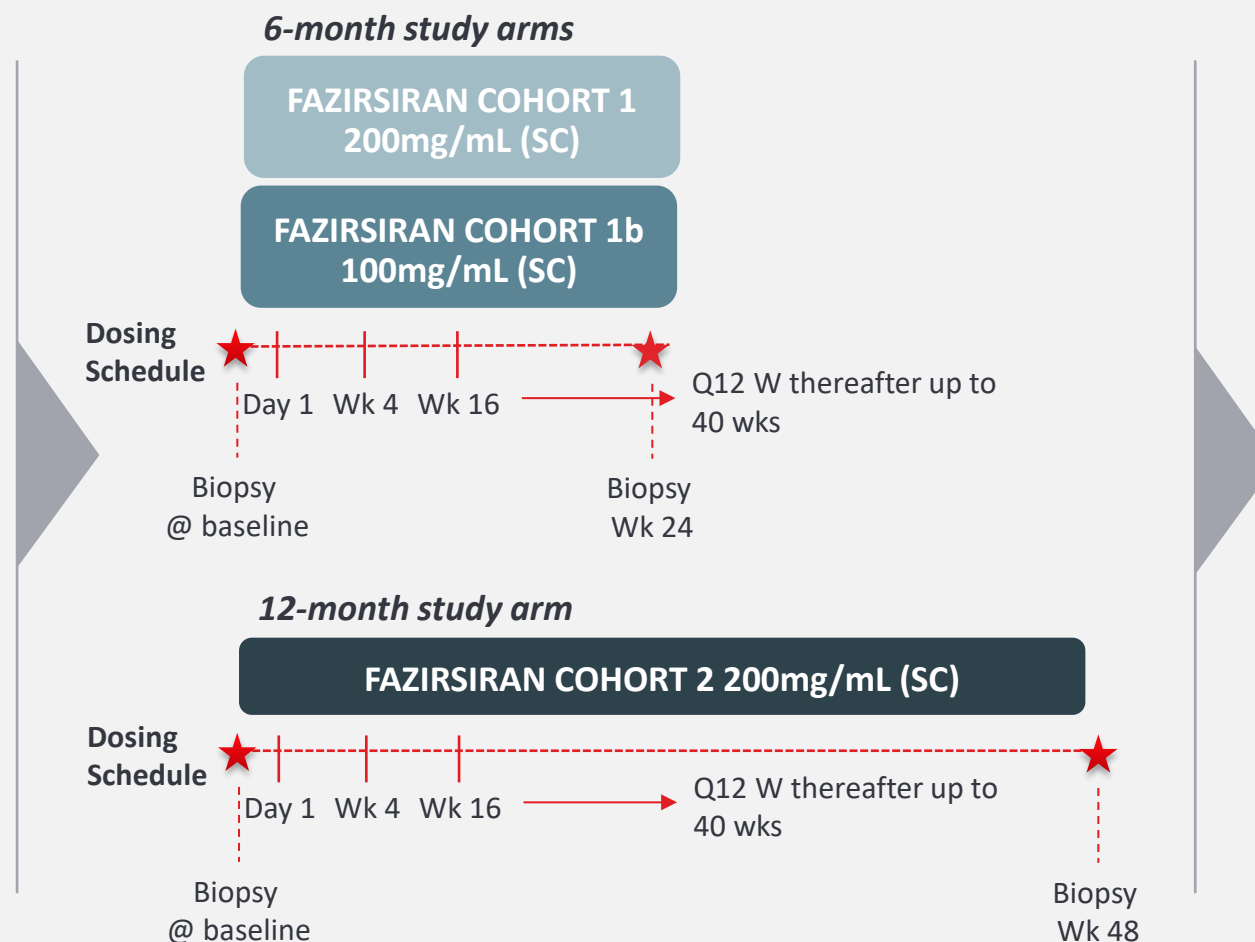 6-month study arms
FAZIRSIRAN COHORT 1
200mg/mL (SC)
FAZIRSIRAN COHORT 1b
100mg/mL (SC)
Dosing
Schedule
Day 1 Wk 4 Wk 16
Q12 W thereafter up to
40 wks
Biopsy
@ baseline
Biopsy
Wk 24
12-month study arm
FAZIRSIRAN COHORT 2 200mg/mL (SC)
Dosing
Schedule
Day 1 Wk 4 Wk 16
Q12 W thereafter up to
40 wks
Biopsy
@ baseline
Biopsy
Wk 48